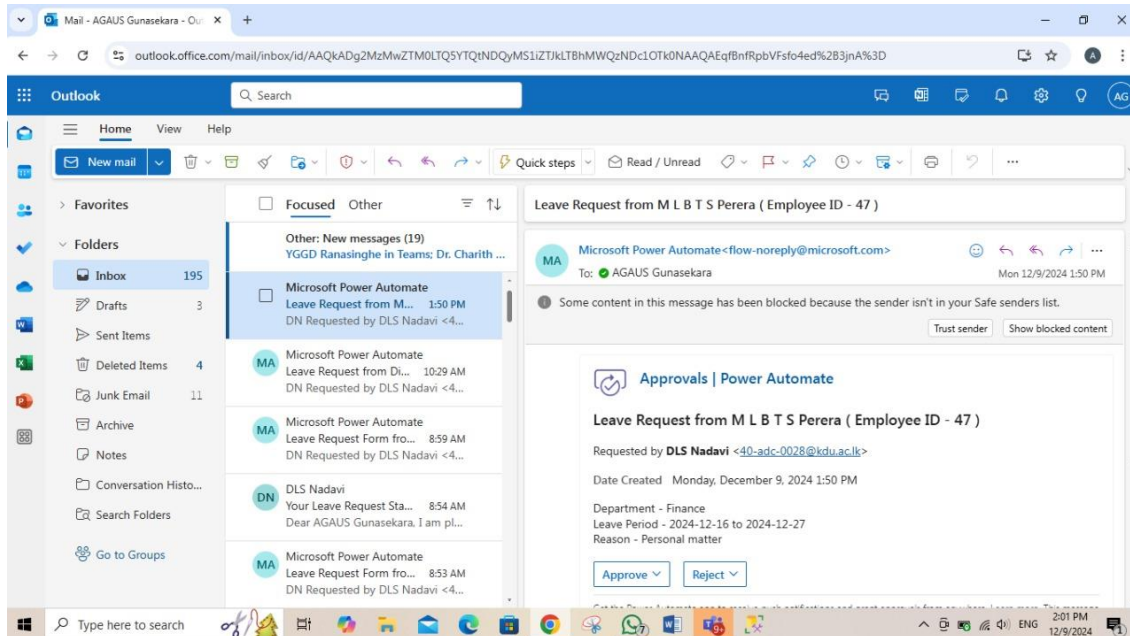 Mail - AGAUS Gunasekara - Ou
outlook.office.com/mail/inbox/id/AAQkADg2MzMwZTM0LTQ5YTQtNDQyMS1iZTJkLTBhMWQzNDc1OTk0NAAQAEqfBnfRpbVFsfo4ed%2B3jnA%3D
A
Outlook
Search
AG
Home View Help
New mail
Quick steps
Read / Unread
Favorites
Folders
Inbox 195
Drafts 3
Sent Items
Deleted Items 4
Junk Email 11
Archive
Notes
Conversation Histo...
Search Folders
Go to Groups
Focused Other
Other: New messages (19)
YGGD Ranasinghe in Teams; Dr. Charith ...
Microsoft Power Automate
Leave Request from M... 1:50 PM
DN Requested by DLS Nadavi <4...
MA
Microsoft Power Automate
Leave Request from Di... 10:29 AM
DN Requested by DLS Nadavi <4...
MA
Microsoft Power Automate
Leave Request Form fro... 8:59 AM
DN Requested by DLS Nadavi <4...
DN
DLS Nadavi
Your Leave Request Sta... 8:54 AM
Dear AGAUS Gunasekara, I am pl...
MA
Microsoft Power Automate
Leave Request Form fro... 8:53 AM
DN Requested by DLS Nadavi <4...
Leave Request from M L B T S Perera ( Employee ID - 47 )
MA
Microsoft Power Automate<flow-noreply@microsoft.com>
To: AGAUS Gunasekara
Mon 12/9/2024 1:50 PM
Some content in this message has been blocked because the sender isn't in your Safe senders list.
Trust sender
Show blocked content
Approvals | Power Automate
Leave Request from M L B T S Perera ( Employee ID - 47 )
Requested by DLS Nadavi <40-adc-0028@kdu.ac.lk>
Date Created Monday, December 9, 2024 1:50 PM
Department - Finance
Leave Period - 2024-12-16 to 2024-12-27
Reason - Personal matter
Approve
Reject
Type here to search
ENG
2:01 PM
12/9/2024